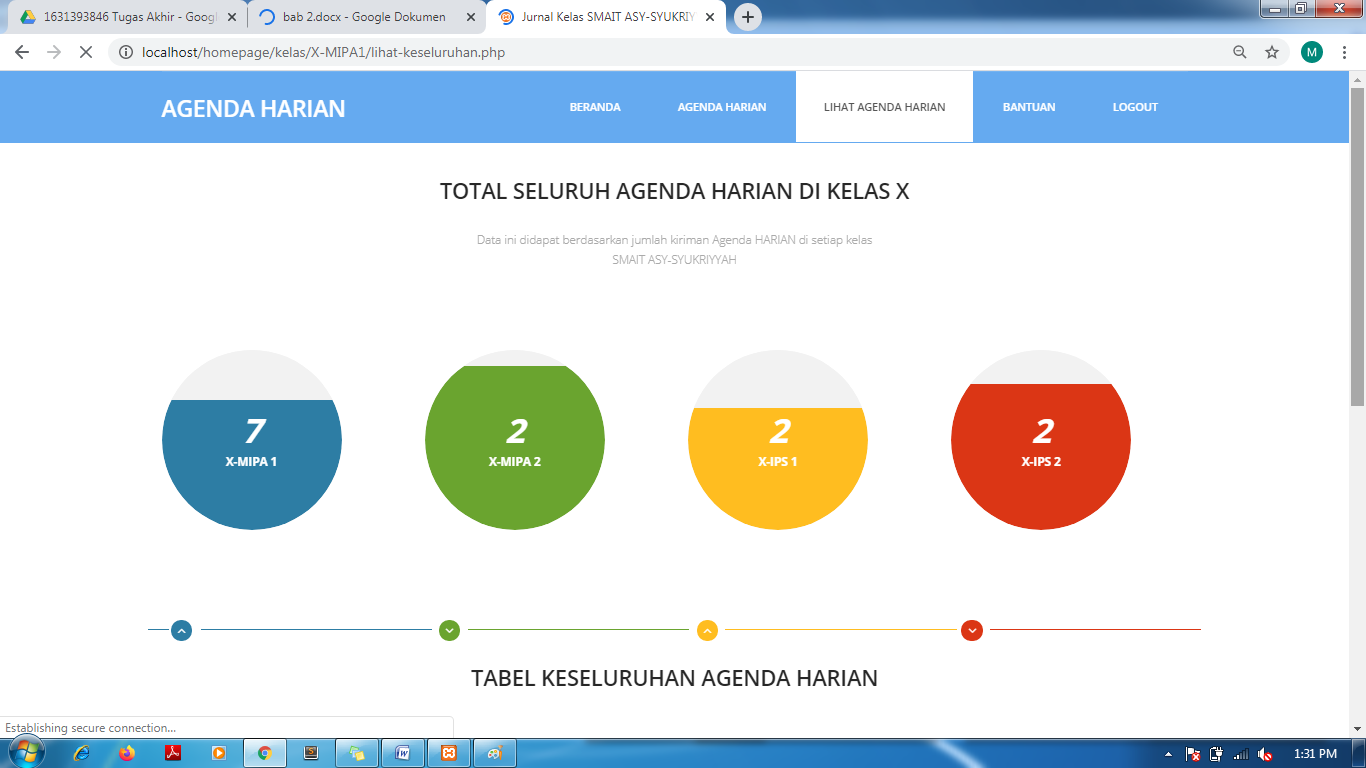 1631393846 Tugas Akhir - Googl
bab 2.docx - Google Dokumen
Jurnal Kelas SMAIT ASY-SYUKRIY
localhost/homepage/kelas/X-MIPA1/lihat-keseluruhan.php
M
AGENDA HARIAN
BERANDA
AGENDA HARIAN
LIHAT AGENDA HARIAN
BANTUAN
LOGOUT
TOTAL SELURUH AGENDA HARIAN DI KELAS X
Data ini didapat berdasarkan jumlah kiriman Agenda HARIAN di setiap kelas
SMAIT ASY-SYUKRIYYAH
7
X-MIPA 1
2
X-MIPA 2
2
X-IPS 1
2
X-IPS 2
TABEL KESELURUHAN AGENDA HARIAN
Establishing secure connection...
1:31 PM